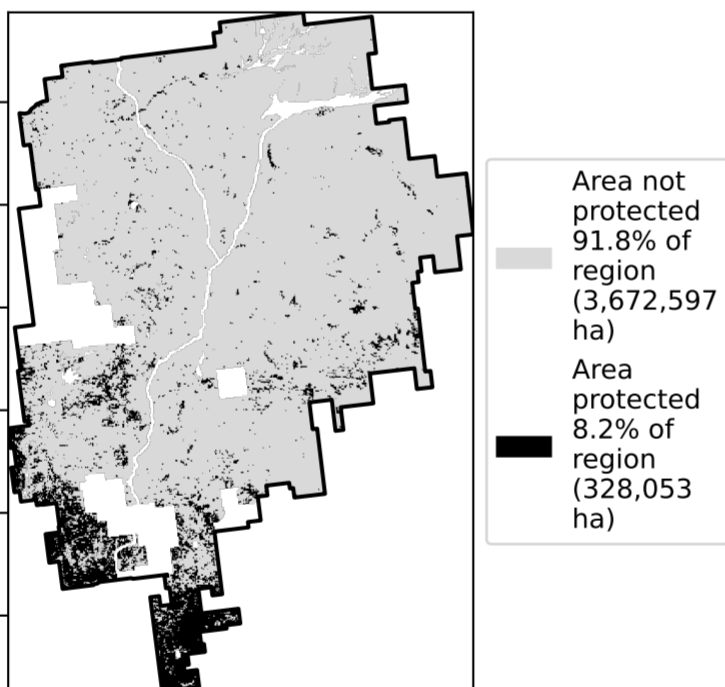 Area not
protected
91.8% of
region
(3,672,597
ha)
Area
protected
8.2% of
region
(328,053
ha)